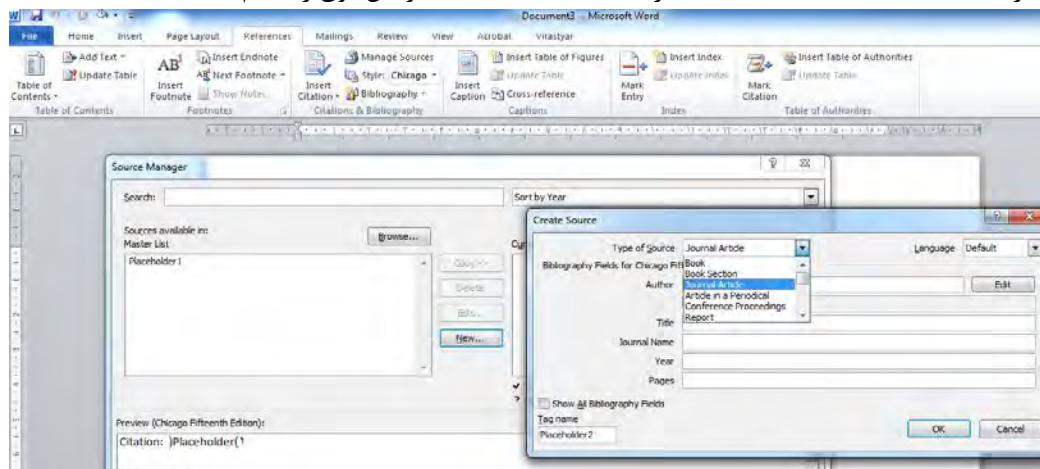 Document3 - Microsoft Word
File Home Insert Page Layout References Mailings Review View Acrobat Virastyar
Table of Contents
Add Text
Update Table
Table of Contents
AB¹ Insert Footnote
Insert Endnote
AB Next Footnote
Show Notes
Footnotes
Insert Citation
Manage Sources
Style: Chicago
Bibliography
Citations & Bibliography
Insert Caption
Insert Table of Figures
Update Table
Cross-reference
Captions
Mark Entry
Insert Index
Update Index
Index
Mark Citation
Insert Table of Authorities
Update Table
Table of Authorities
Source Manager
Search:
Sort by Year
Sources available in:
Master List
Browse...
Placeholder1
Copy ->
Delete
Edit...
New...
Preview (Chicago Fifteenth Edition):
Citation: )Placeholder(۱
Create Source
Type of Source Journal Article
Language Default
Bibliography Fields for Chicago
Book
Book Section
Journal Article
Article in a Periodical
Conference Proceedings
Report
Author
Edit
Title
Journal Name
Year
Pages
Show All Bibliography Fields
Tag name
Placeholder2
OK Cancel